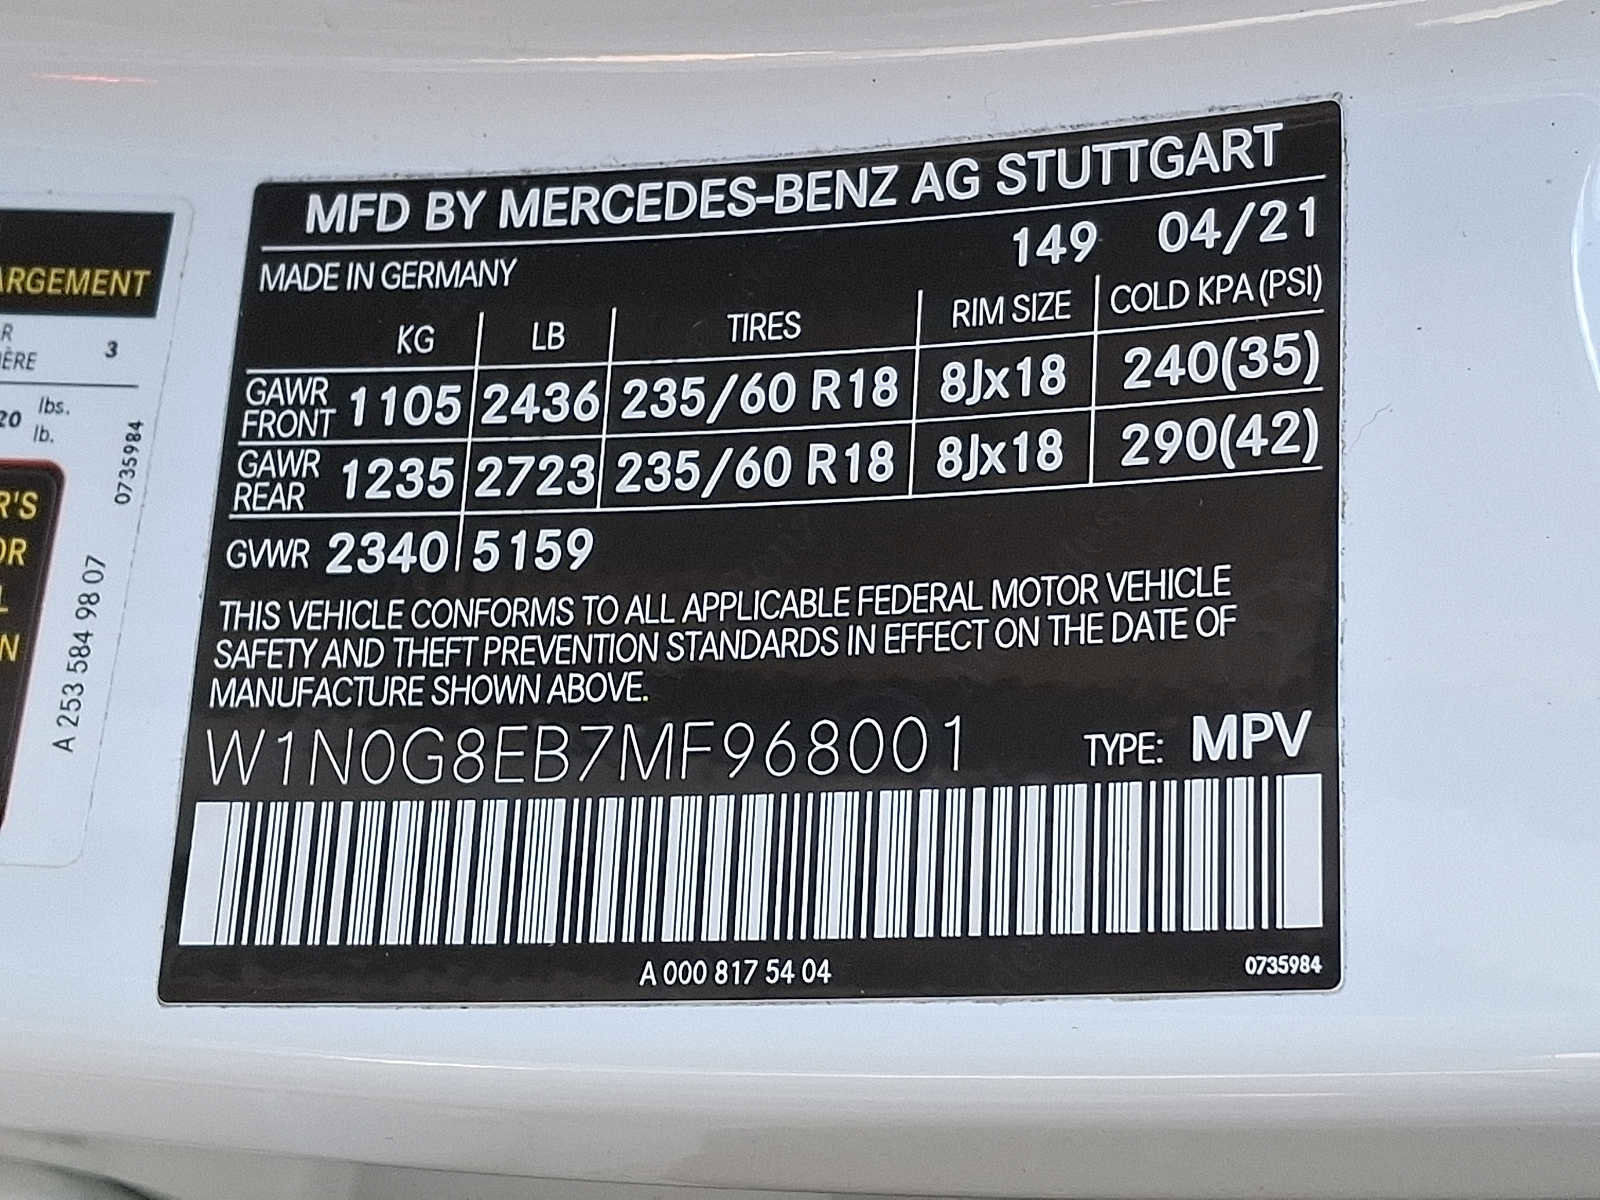 MFD BY MERCEDES-BENZ AG STUTTGART
MADE IN GERMANY 149 04/21
KG LB TIRES RIM SIZE COLD KPA (PSI)
GAWR FRONT 1105 2436 235/60 R18 8Jx18 240(35)
GAWR REAR 1235 2723 235/60 R18 8Jx18 290(42)
GVWR 2340 5159
THIS VEHICLE CONFORMS TO ALL APPLICABLE FEDERAL MOTOR VEHICLE
SAFETY AND THEFT PREVENTION STANDARDS IN EFFECT ON THE DATE OF
MANUFACTURE SHOWN ABOVE.
W1N0G8EB7MF968001 TYPE: MPV
A 000 817 54 04 0735984
ARGEMENT
R
ÈRE 3
20 lbs.
lb.
0735984
R'S
OR
L
N
A 253 584 98 07